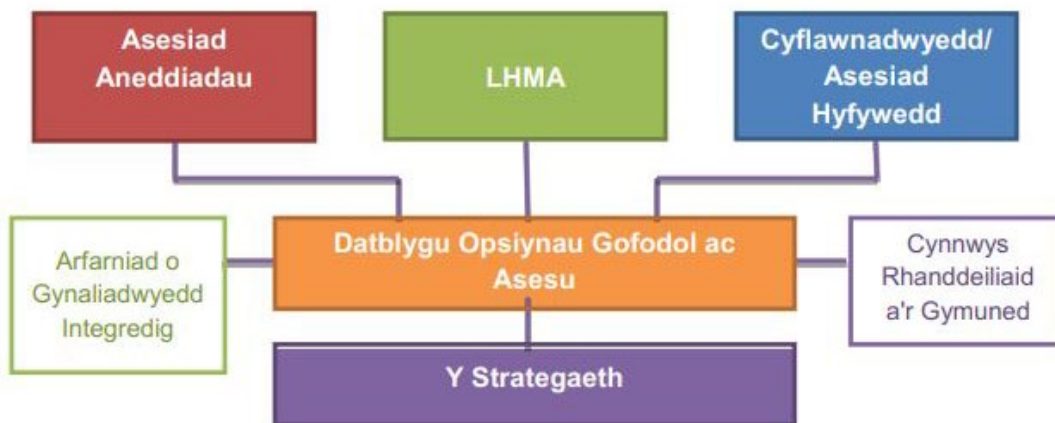 Asesiad
Aneddiadau
LHMA
Cyflawnadwyedd/
Asesiad
Hyfywedd
Arfarniad o
Gynaliadwyedd
Integredig
Datblygu Opsiynau Gofodol ac
Asesu
Cynnwys
Rhanddeiliaid
a'r Gymuned
Y Strategaeth